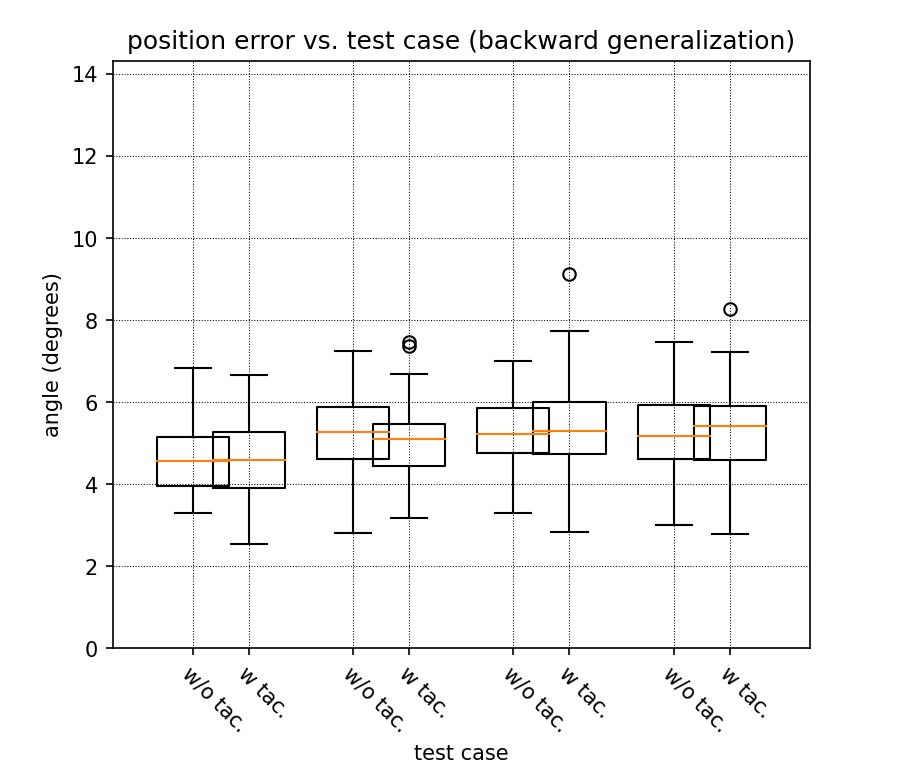 position error vs. test case (backward generalization)
14
12
10
8
6
4
2
0
angle (degrees)
w/o tac.
w tac.
w/o tac.
w tac.
w/o tac.
w tac.
w/o tac.
w tac.
test case